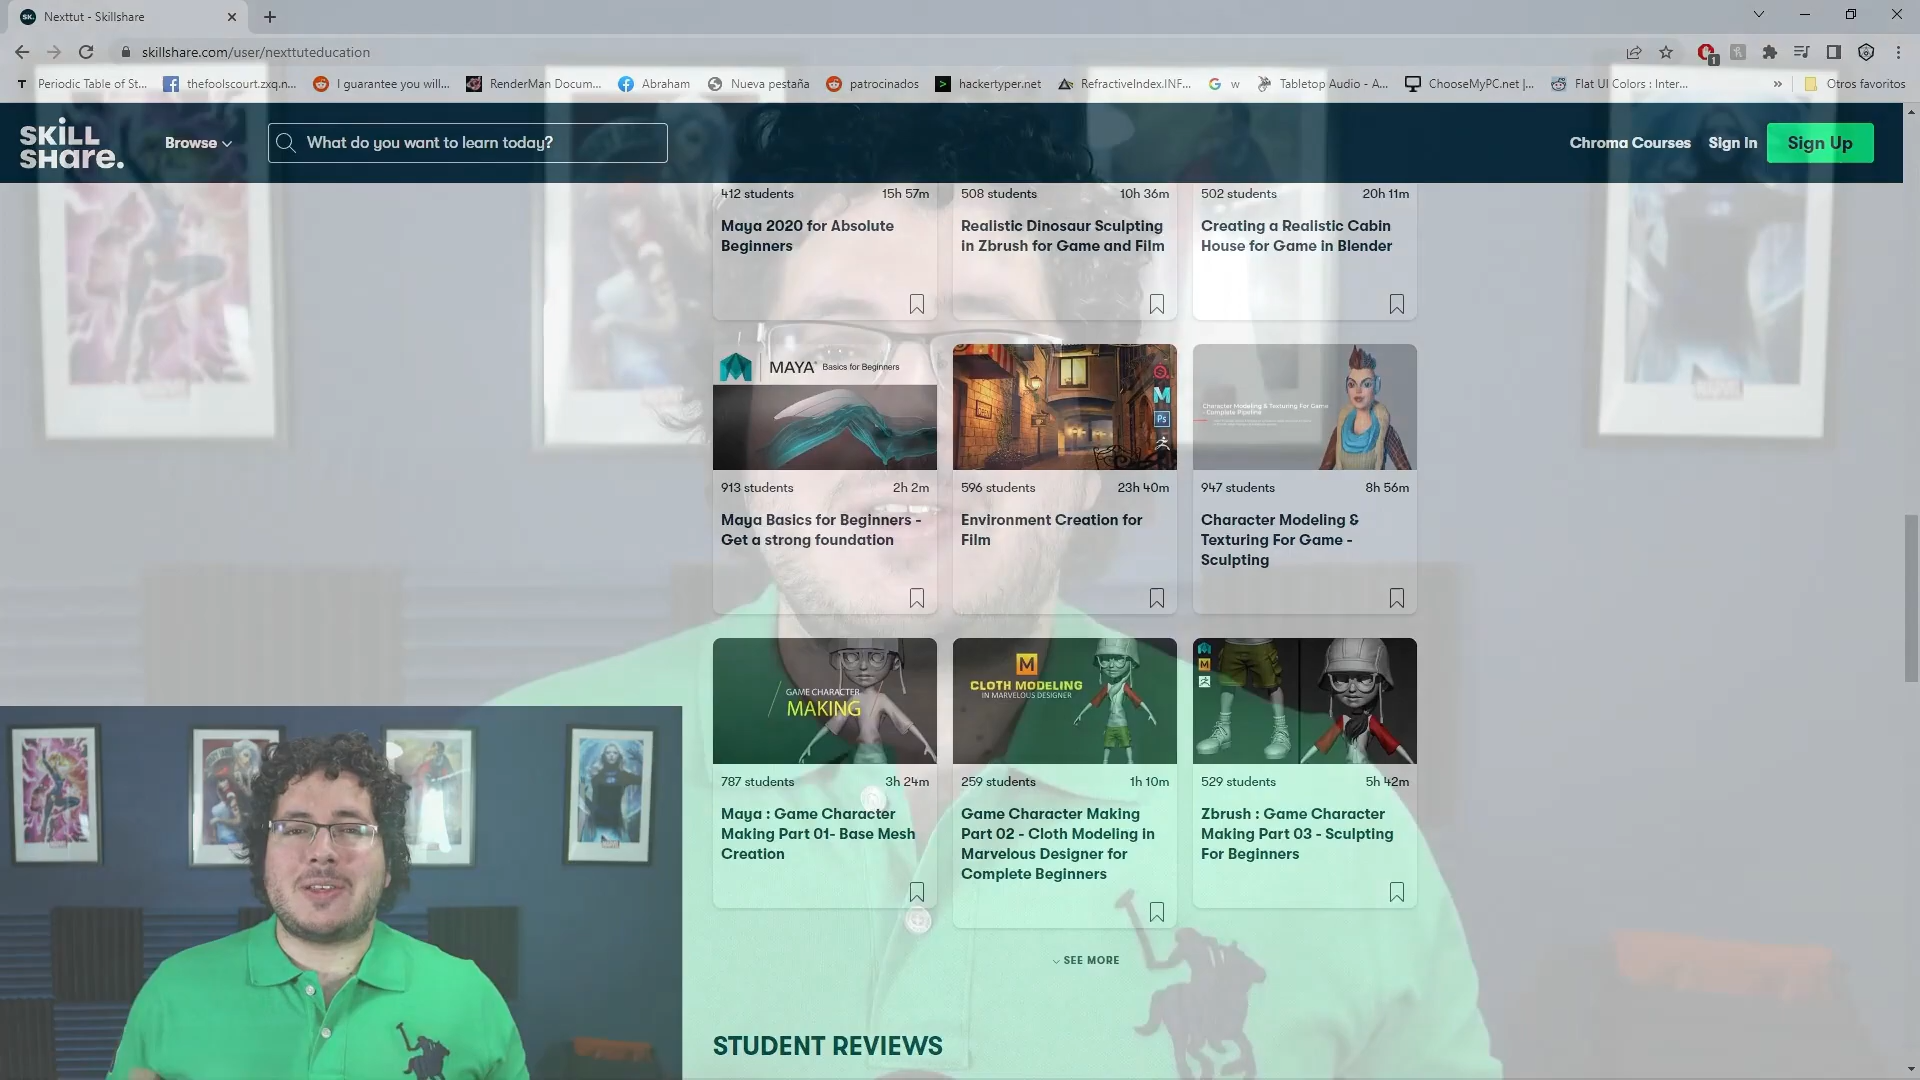 Nexttut - Skillshare
skillshare.com/user/nexttuteducation
Periodic Table of St... thefoolscourt.zxq.n... I guarantee you will... RenderMan Docum... Abraham Nueva pestaña patrocinados hackertyper.net RefractiveIndex.INF... w Tabletop Audio - A... ChooseMyPC.net |... Flat UI Colors : Inter... » Otros favoritos
SKILL
SHARE.
Browse
What do you want to learn today?
Chroma Courses Sign In Sign Up
412 students 15h 57m
Maya 2020 for Absolute
Beginners
508 students 10h 36m
Realistic Dinosaur Sculpting
in Zbrush for Game and Film
502 students 20h 11m
Creating a Realistic Cabin
House for Game in Blender
MAYA Basics for Beginners
913 students 2h 2m
Maya Basics for Beginners -
Get a strong foundation
Ps
596 students 23h 40m
Environment Creation for
Film
Character Modeling & Texturing For Game
- Complete Pipeline
947 students 8h 56m
Character Modeling &
Texturing For Game -
Sculpting
GAME CHARACTER
MAKING
787 students 3h 24m
Maya : Game Character
Making Part 01- Base Mesh
Creation
M
CLOTH MODELING
IN MARVELOUS DESIGNER
259 students 1h 10m
Game Character Making
Part 02 - Cloth Modeling in
Marvelous Designer for
Complete Beginners
529 students 5h 42m
Zbrush : Game Character
Making Part 03 - Sculpting
For Beginners
SEE MORE
STUDENT REVIEWS